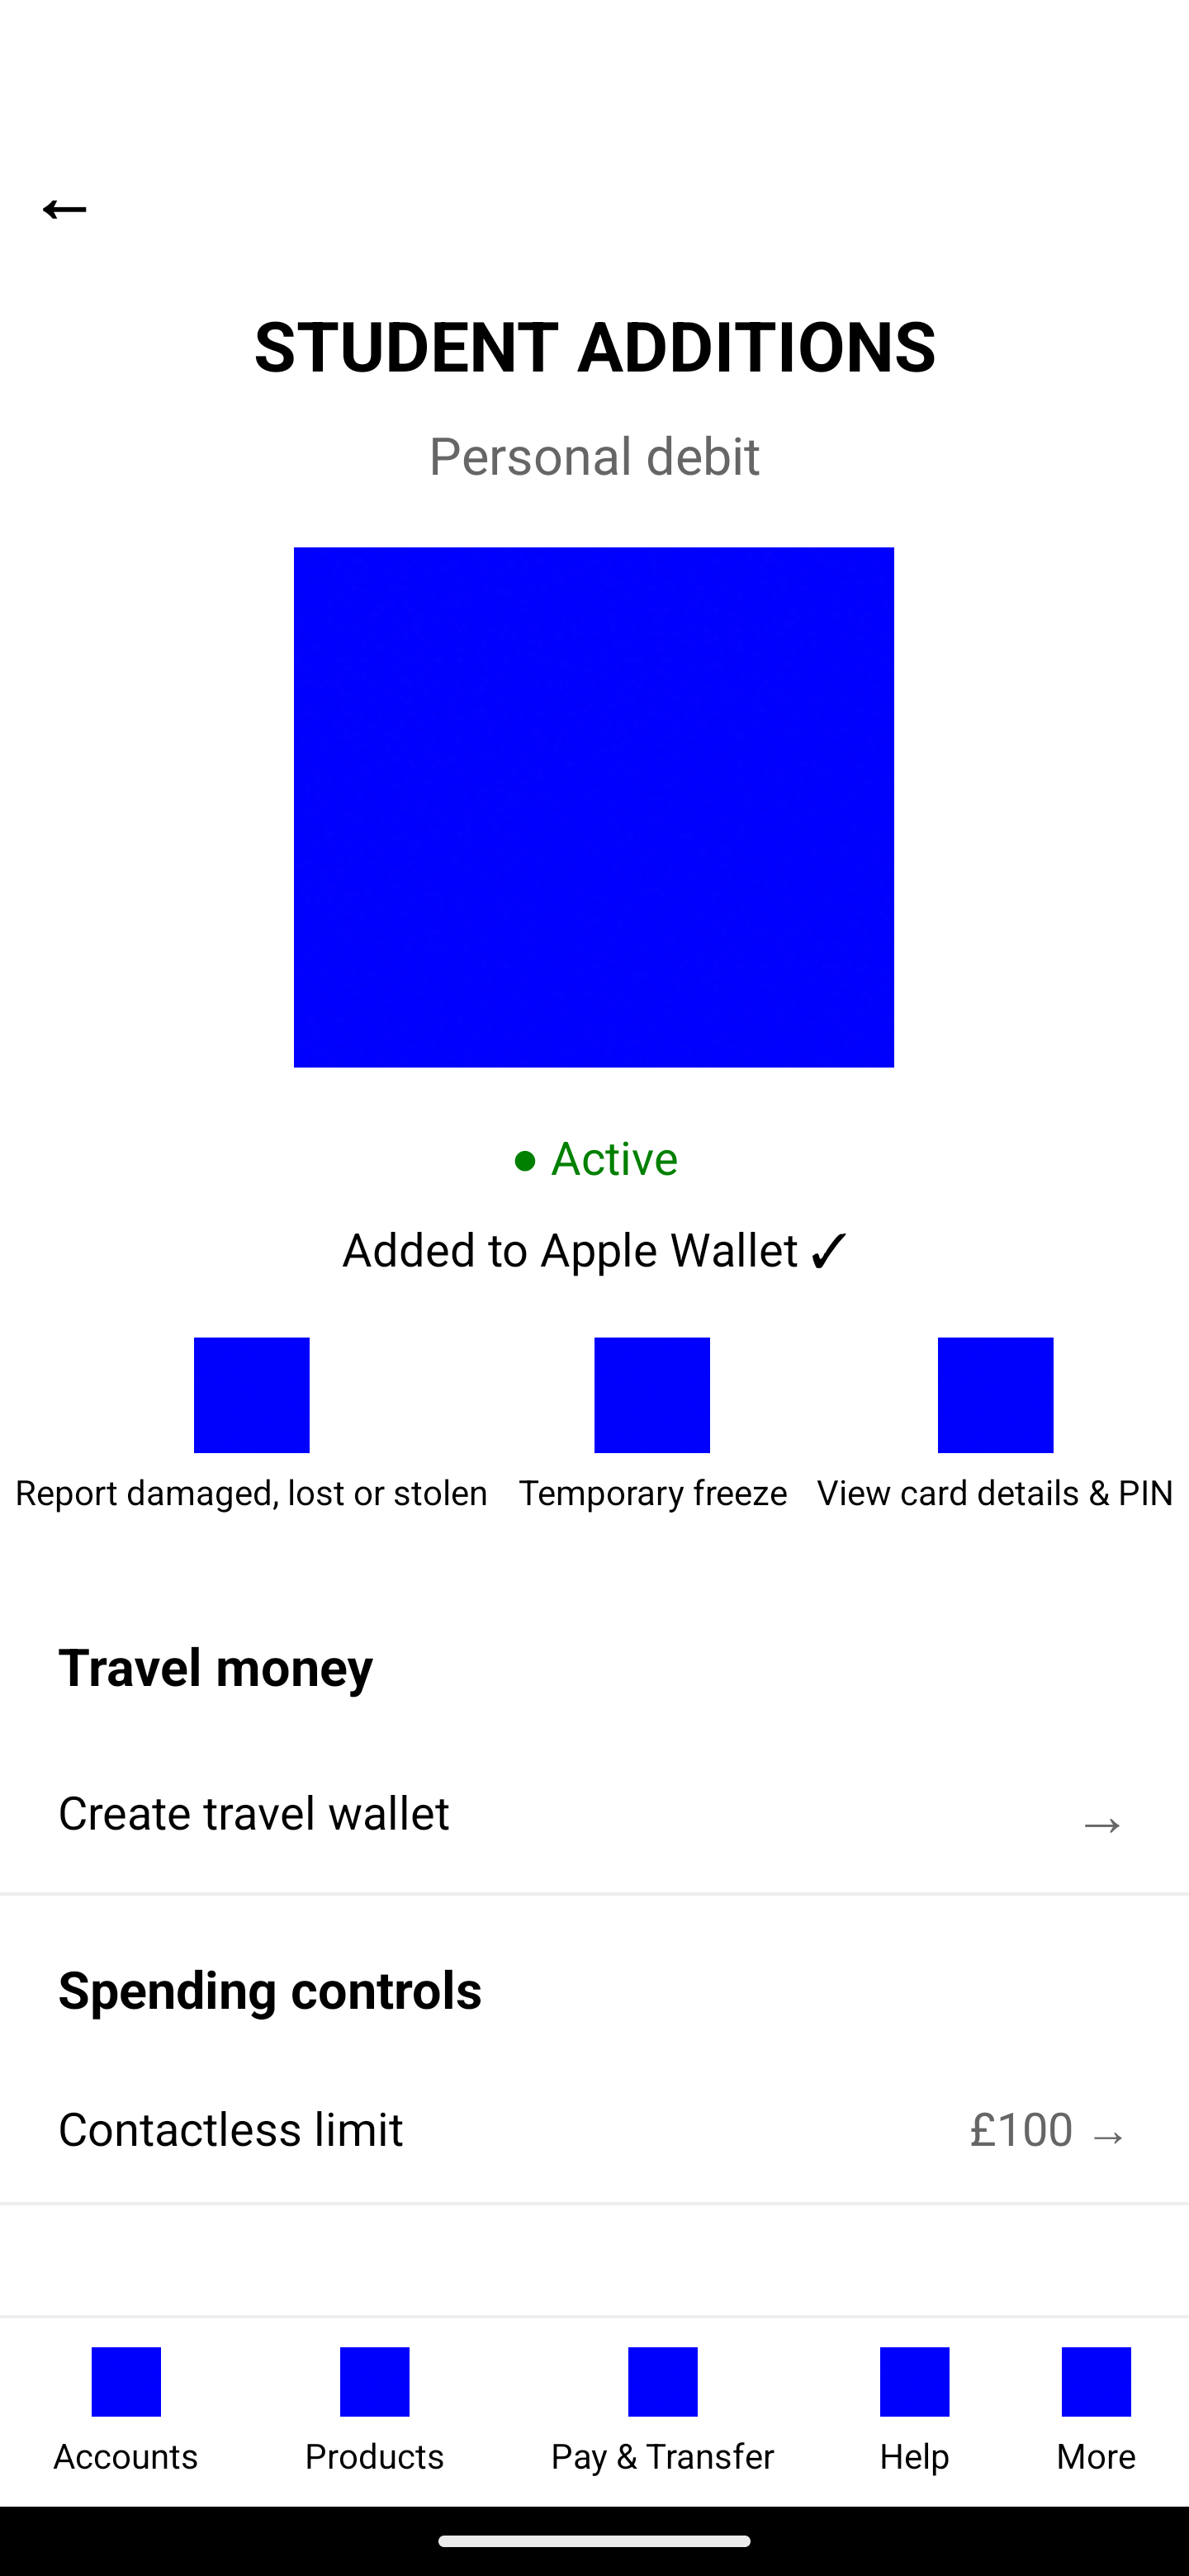 ←
STUDENT ADDITIONS
Personal debit
● Active
Added to Apple Wallet ✓
Report damaged, lost or stolen Temporary freeze View card details & PIN
Travel money
Create travel wallet →
Spending controls
Contactless limit £100 →
Accounts Products Pay & Transfer Help More